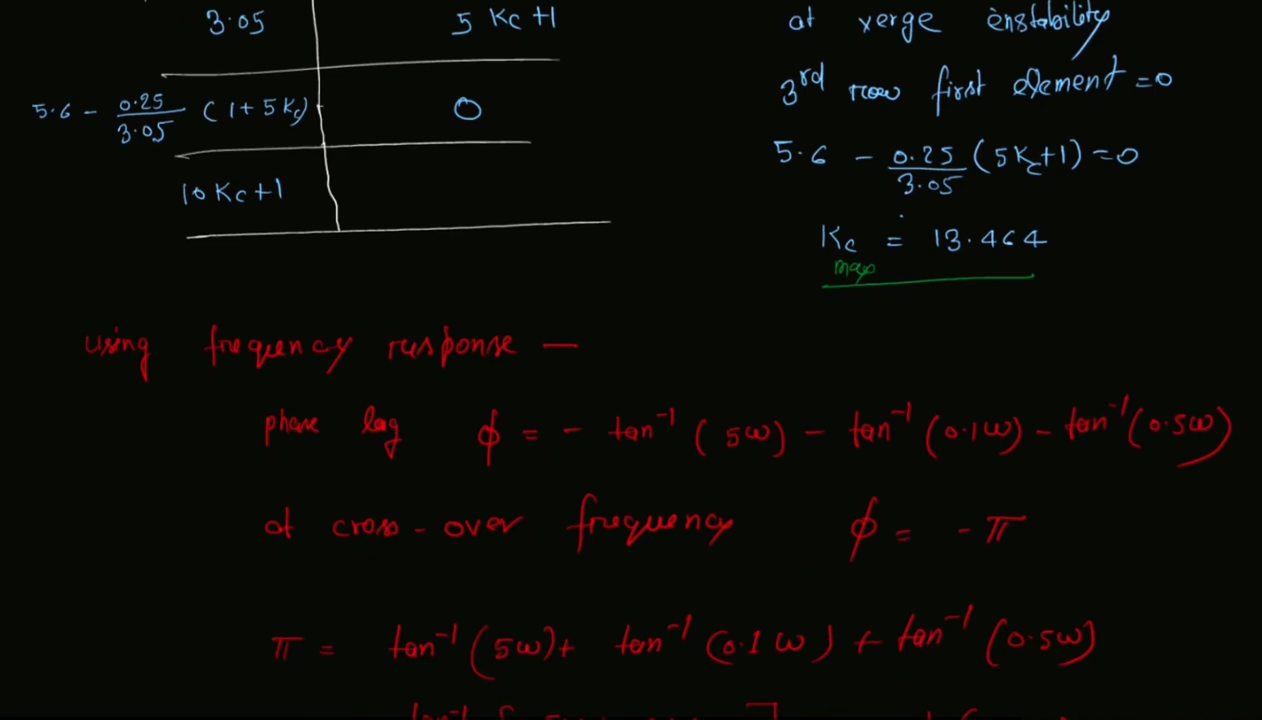 3.05 5 Kc +1
5.6 - 0.25/3.05 ( 1 + 5 Kc) 0
10 Kc +1
at verge enstability
3rd row first element = 0
5.6 - 0.25/3.05 ( 5Kc+1) = 0
Kc = 13.464
max
using frequency response —
phase lag ϕ = - tan⁻¹ ( 5ω) - tan⁻¹ (0.1ω) - tan⁻¹ (0.5ω)
at cross-over frequency ϕ = - π
π = tan⁻¹ (5ω) + tan⁻¹ (0.1ω) + tan⁻¹ (0.5ω)